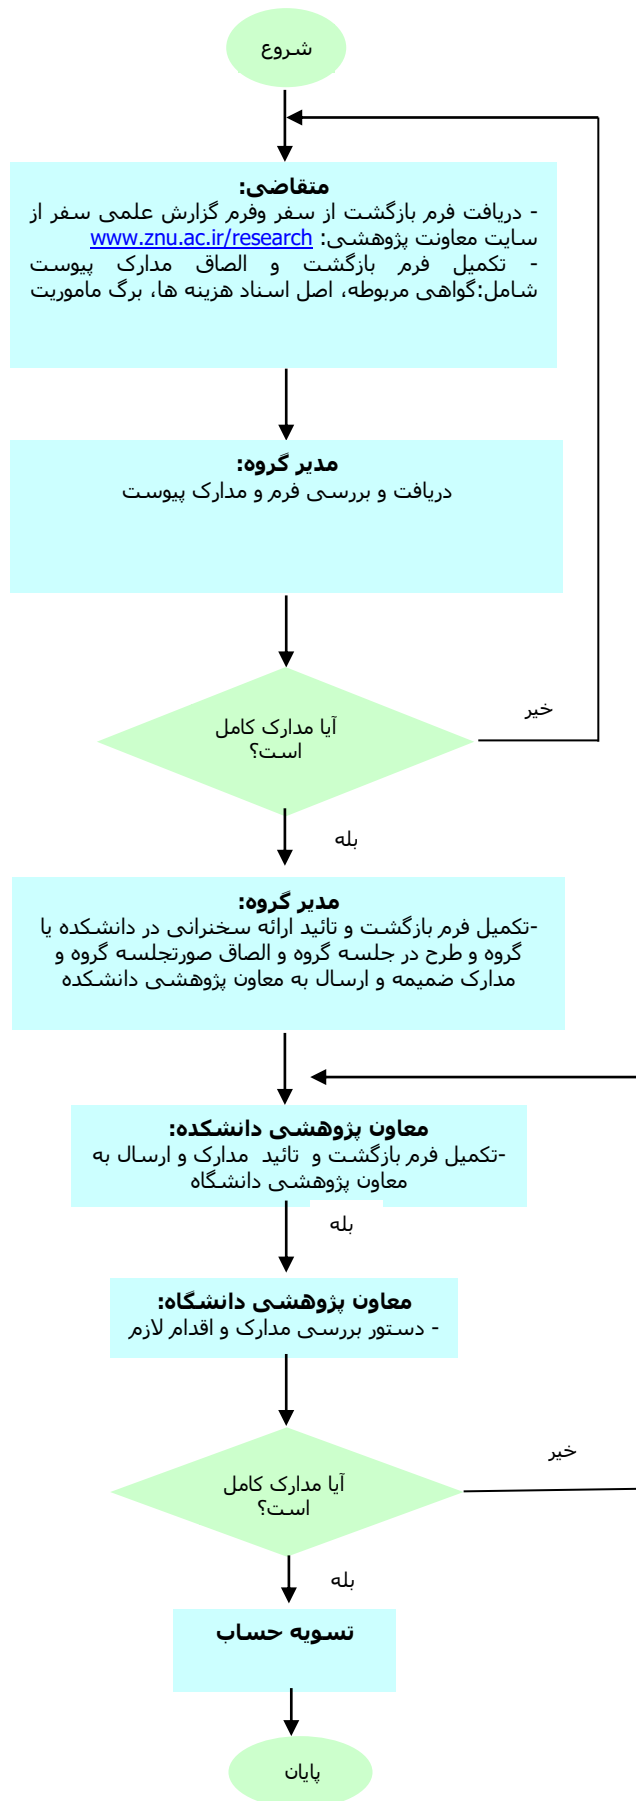 شروع
متقاضی:
- دریافت فرم بازگشت از سفر وفرم گزارش علمی سفر از
سایت معاونت پژوهشی: www.znu.ac.ir/research
- تکمیل فرم بازگشت و الصاق مدارک پیوست
شامل:گواهی مربوطه، اصل اسناد هزینه ها، برگ ماموریت
مدیر گروه:
دریافت و بررسی فرم و مدارک پیوست
آیا مدارک کامل
است؟
خیر
بله
مدیر گروه:
-تکمیل فرم بازگشت و تائید ارائه سخنرانی در دانشکده یا
گروه و طرح در جلسه گروه و الصاق صورتجلسه گروه و
مدارک ضمیمه و ارسال به معاون پژوهشی دانشکده
معاون پژوهشی دانشکده:
-تکمیل فرم بازگشت و تائید مدارک و ارسال به
معاون پژوهشی دانشگاه
بله
معاون پژوهشی دانشگاه:
- دستور بررسی مدارک و اقدام لازم
آیا مدارک کامل
است؟
خیر
بله
تسویه حساب
پایان